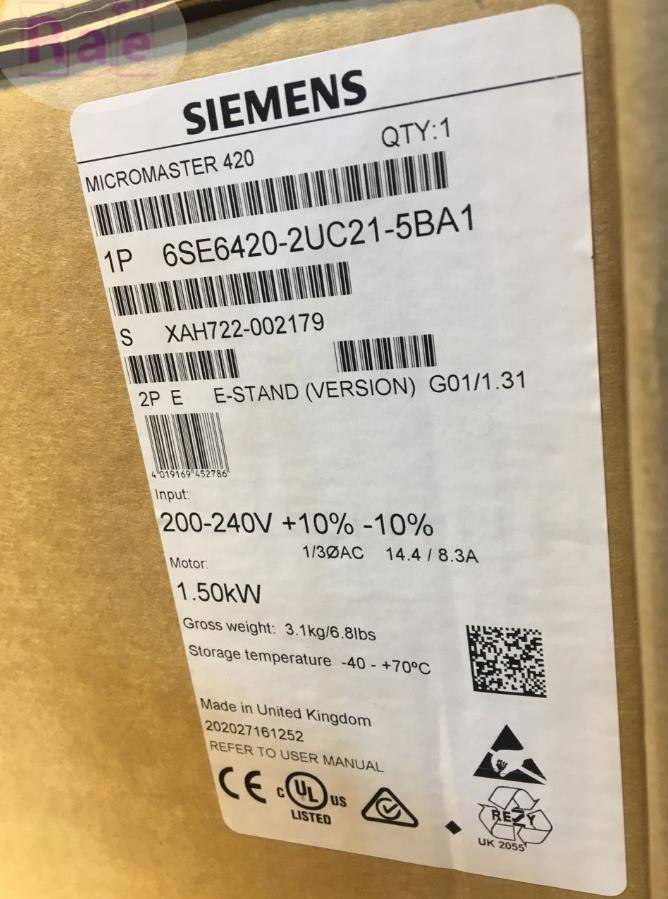 Rae
SIEMENS
MICROMASTER 420
QTY:1
1P 6SE6420-2UC21-5BA1
S XAH722-002179
2P E E-STAND (VERSION) G01/1.31
4 019169 452786
Input:
200-240V +10% -10%
1/3ØAC 14.4 / 8.3A
Motor:
1.50kW
Gross weight: 3.1kg/6.8lbs
Storage temperature -40 - +70ºC
Made in United Kingdom
202027161252
REFER TO USER MANUAL
CE
C UL US
LISTED
RE2Y
UK 2055